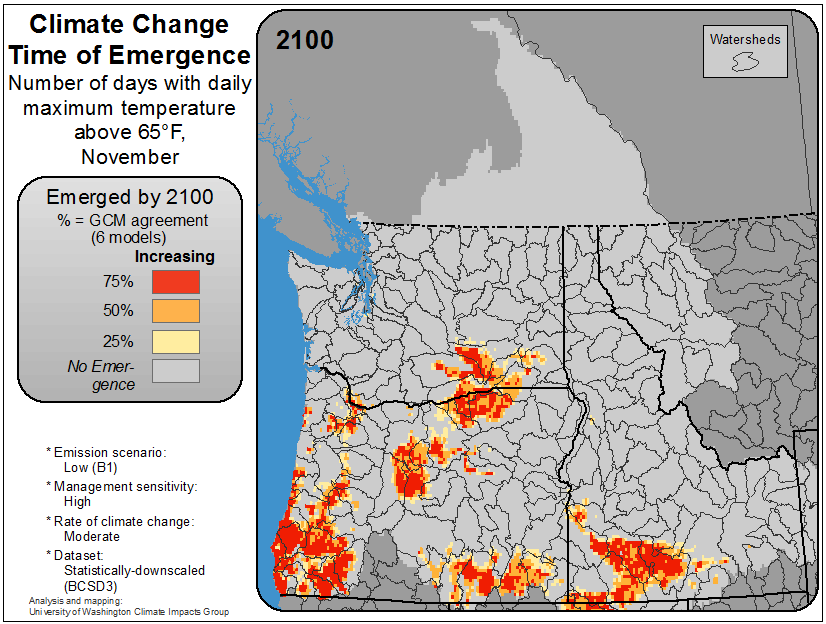 Climate Change
Time of Emergence
Number of days with daily
maximum temperature
above 65°F,
November
Emerged by 2100
% = GCM agreement
(6 models)
Increasing
75%
50%
25%
No Emer-
gence
* Emission scenario:
Low (B1)
* Management sensitivity:
High
* Rate of climate change:
Moderate
* Dataset:
Statistically-downscaled
(BCSD3)
Analysis and mapping:
University of Washington Climate Impacts Group
2100
Watersheds